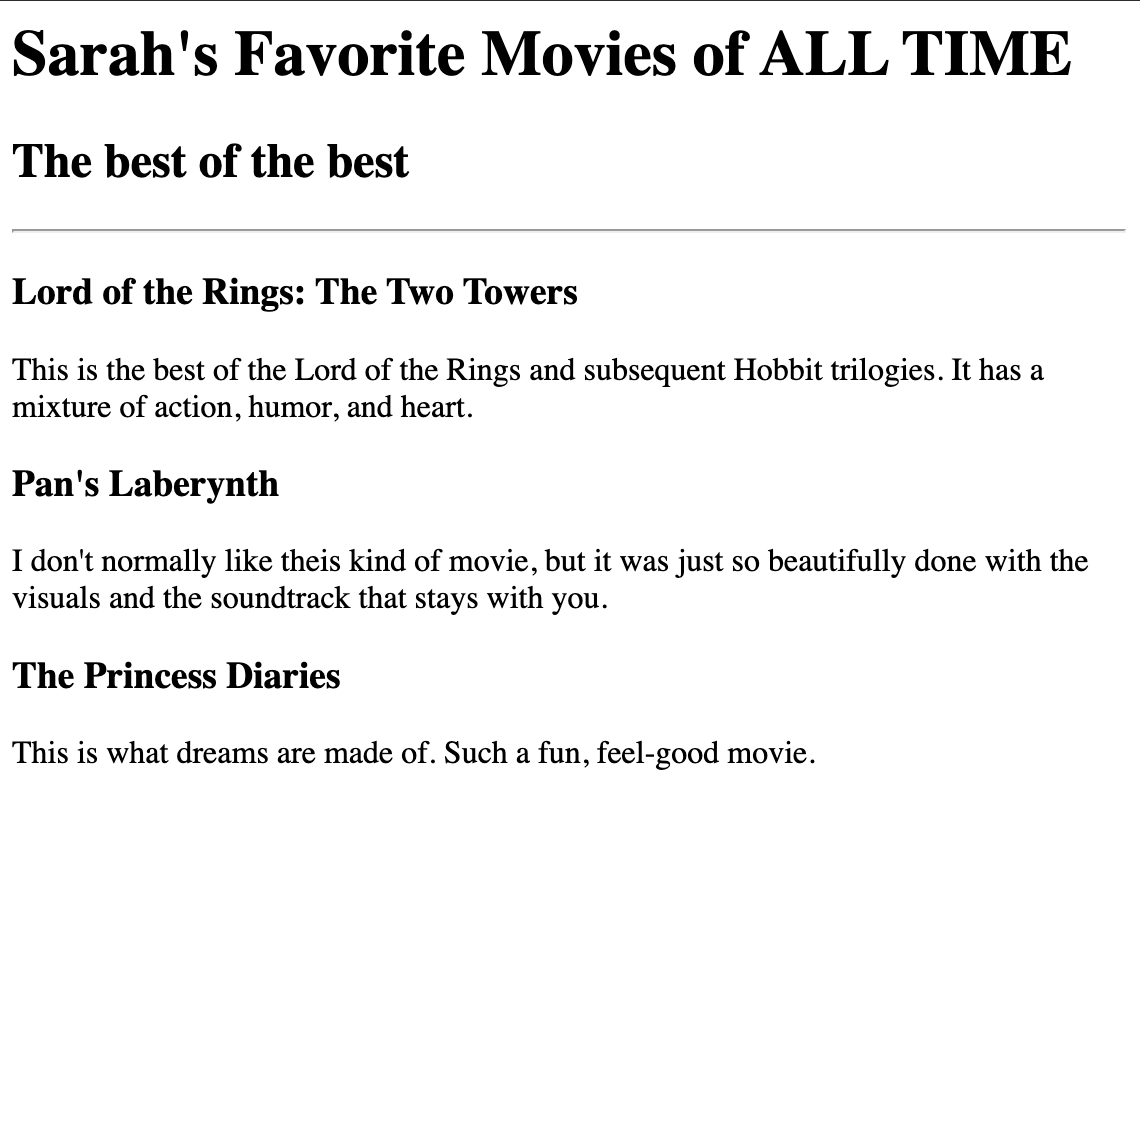 Sarah's Favorite Movies of ALL TIME
The best of the best
Lord of the Rings: The Two Towers
This is the best of the Lord of the Rings and subsequent Hobbit trilogies. It has a
mixture of action, humor, and heart.
Pan's Laberynth
I don't normally like theis kind of movie, but it was just so beautifully done with the
visuals and the soundtrack that stays with you.
The Princess Diaries
This is what dreams are made of. Such a fun, feel-good movie.